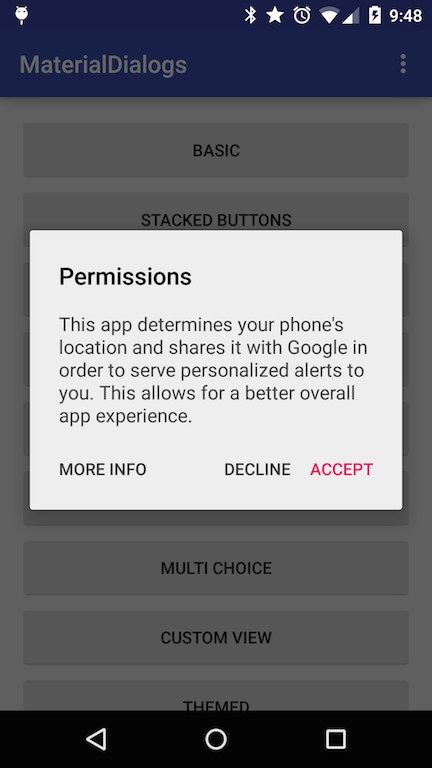 9:48
MaterialDialogs
BASIC
STACKED BUTTONS
Permissions
This app determines your phone's
location and shares it with Google in
order to serve personalized alerts to
you. This allows for a better overall
app experience.
MORE INFO DECLINE ACCEPT
MULTI CHOICE
CUSTOM VIEW
THEMED